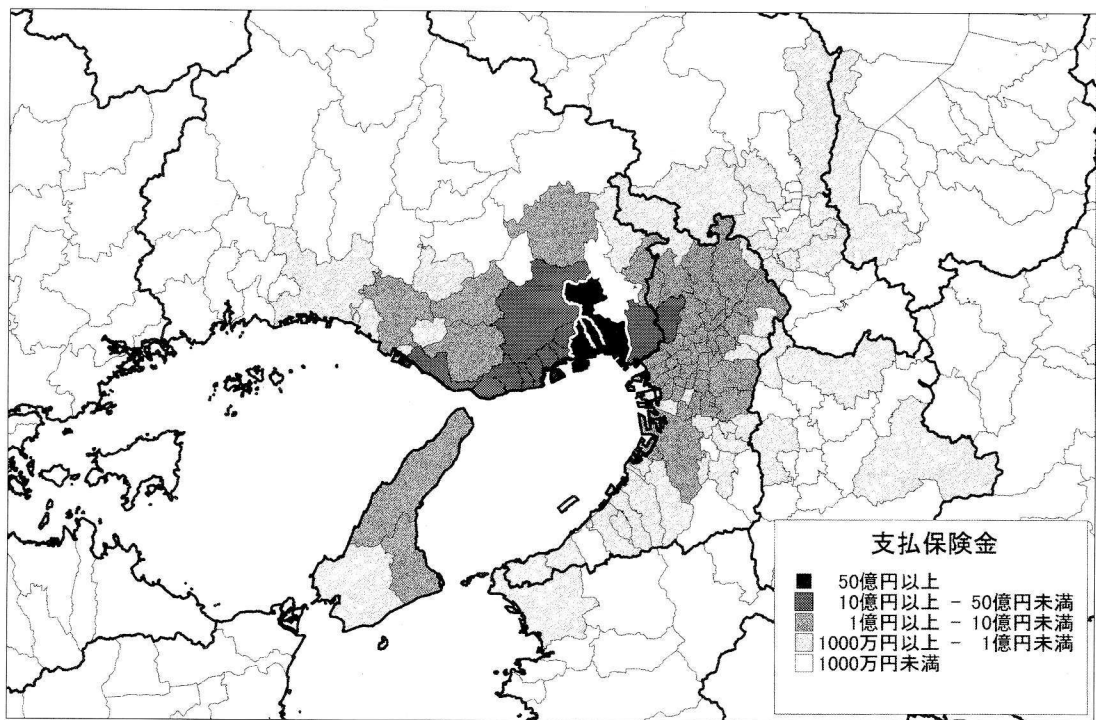 支払保険金
50億円以上
10億円以上 - 50億円未満
1億円以上 - 10億円未満
1000万円以上 - 1億円未満
1000万円未満